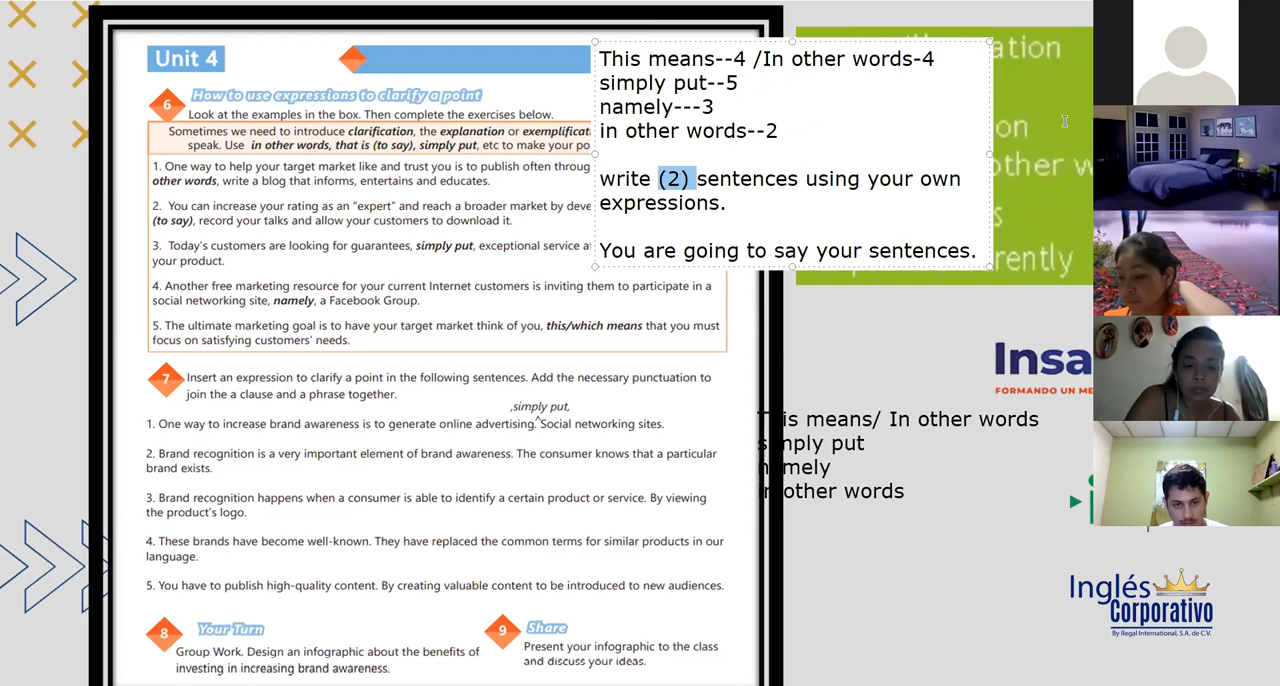 Unit 4
6 How to use expressions to clarify a point
Look at the examples in the box. Then complete the exercises below.
Sometimes we need to introduce clarification, the explanation or exemplificat
speak. Use in other words, that is (to say), simply put, etc to make your po
1. One way to help your target market like and trust you is to publish often throug
other words, write a blog that informs, entertains and educates.
2. You can increase your rating as an “expert” and reach a broader market by deve
(to say), record your talks and allow your customers to download it.
3. Today's customers are looking for guarantees, simply put, exceptional service a
your product.
4. Another free marketing resource for your current Internet customers is inviting them to participate in a
social networking site, namely, a Facebook Group.
5. The ultimate marketing goal is to have your target market think of you, this/which means that you must
focus on satisfying customers' needs.
7 Insert an expression to clarify a point in the following sentences. Add the necessary punctuation to
join the a clause and a phrase together.
,simply put,
1. One way to increase brand awareness is to generate online advertising.^Social networking sites.
2. Brand recognition is a very important element of brand awareness. The consumer knows that a particular
brand exists.
3. Brand recognition happens when a consumer is able to identify a certain product or service. By viewing
the product's logo.
4. These brands have become well-known. They have replaced the common terms for similar products in our
language.
5. You have to publish high-quality content. By creating valuable content to be introduced to new audiences.
8 Your Turn
Group Work. Design an infographic about the benefits of
investing in increasing brand awareness.
9 Share
Present your infographic to the class
and discuss your ideas.
This means--4 /In other words-4
simply put--5
namely---3
in other words--2
write (2) sentences using your own
expressions.
You are going to say your sentences.
ation
on
other w
s
rently
Insa
FORMANDO UN ME
This means/ In other words
simply put
namely
in other words
Inglés
Corporativo
By Regal International, S.A. de C.V.